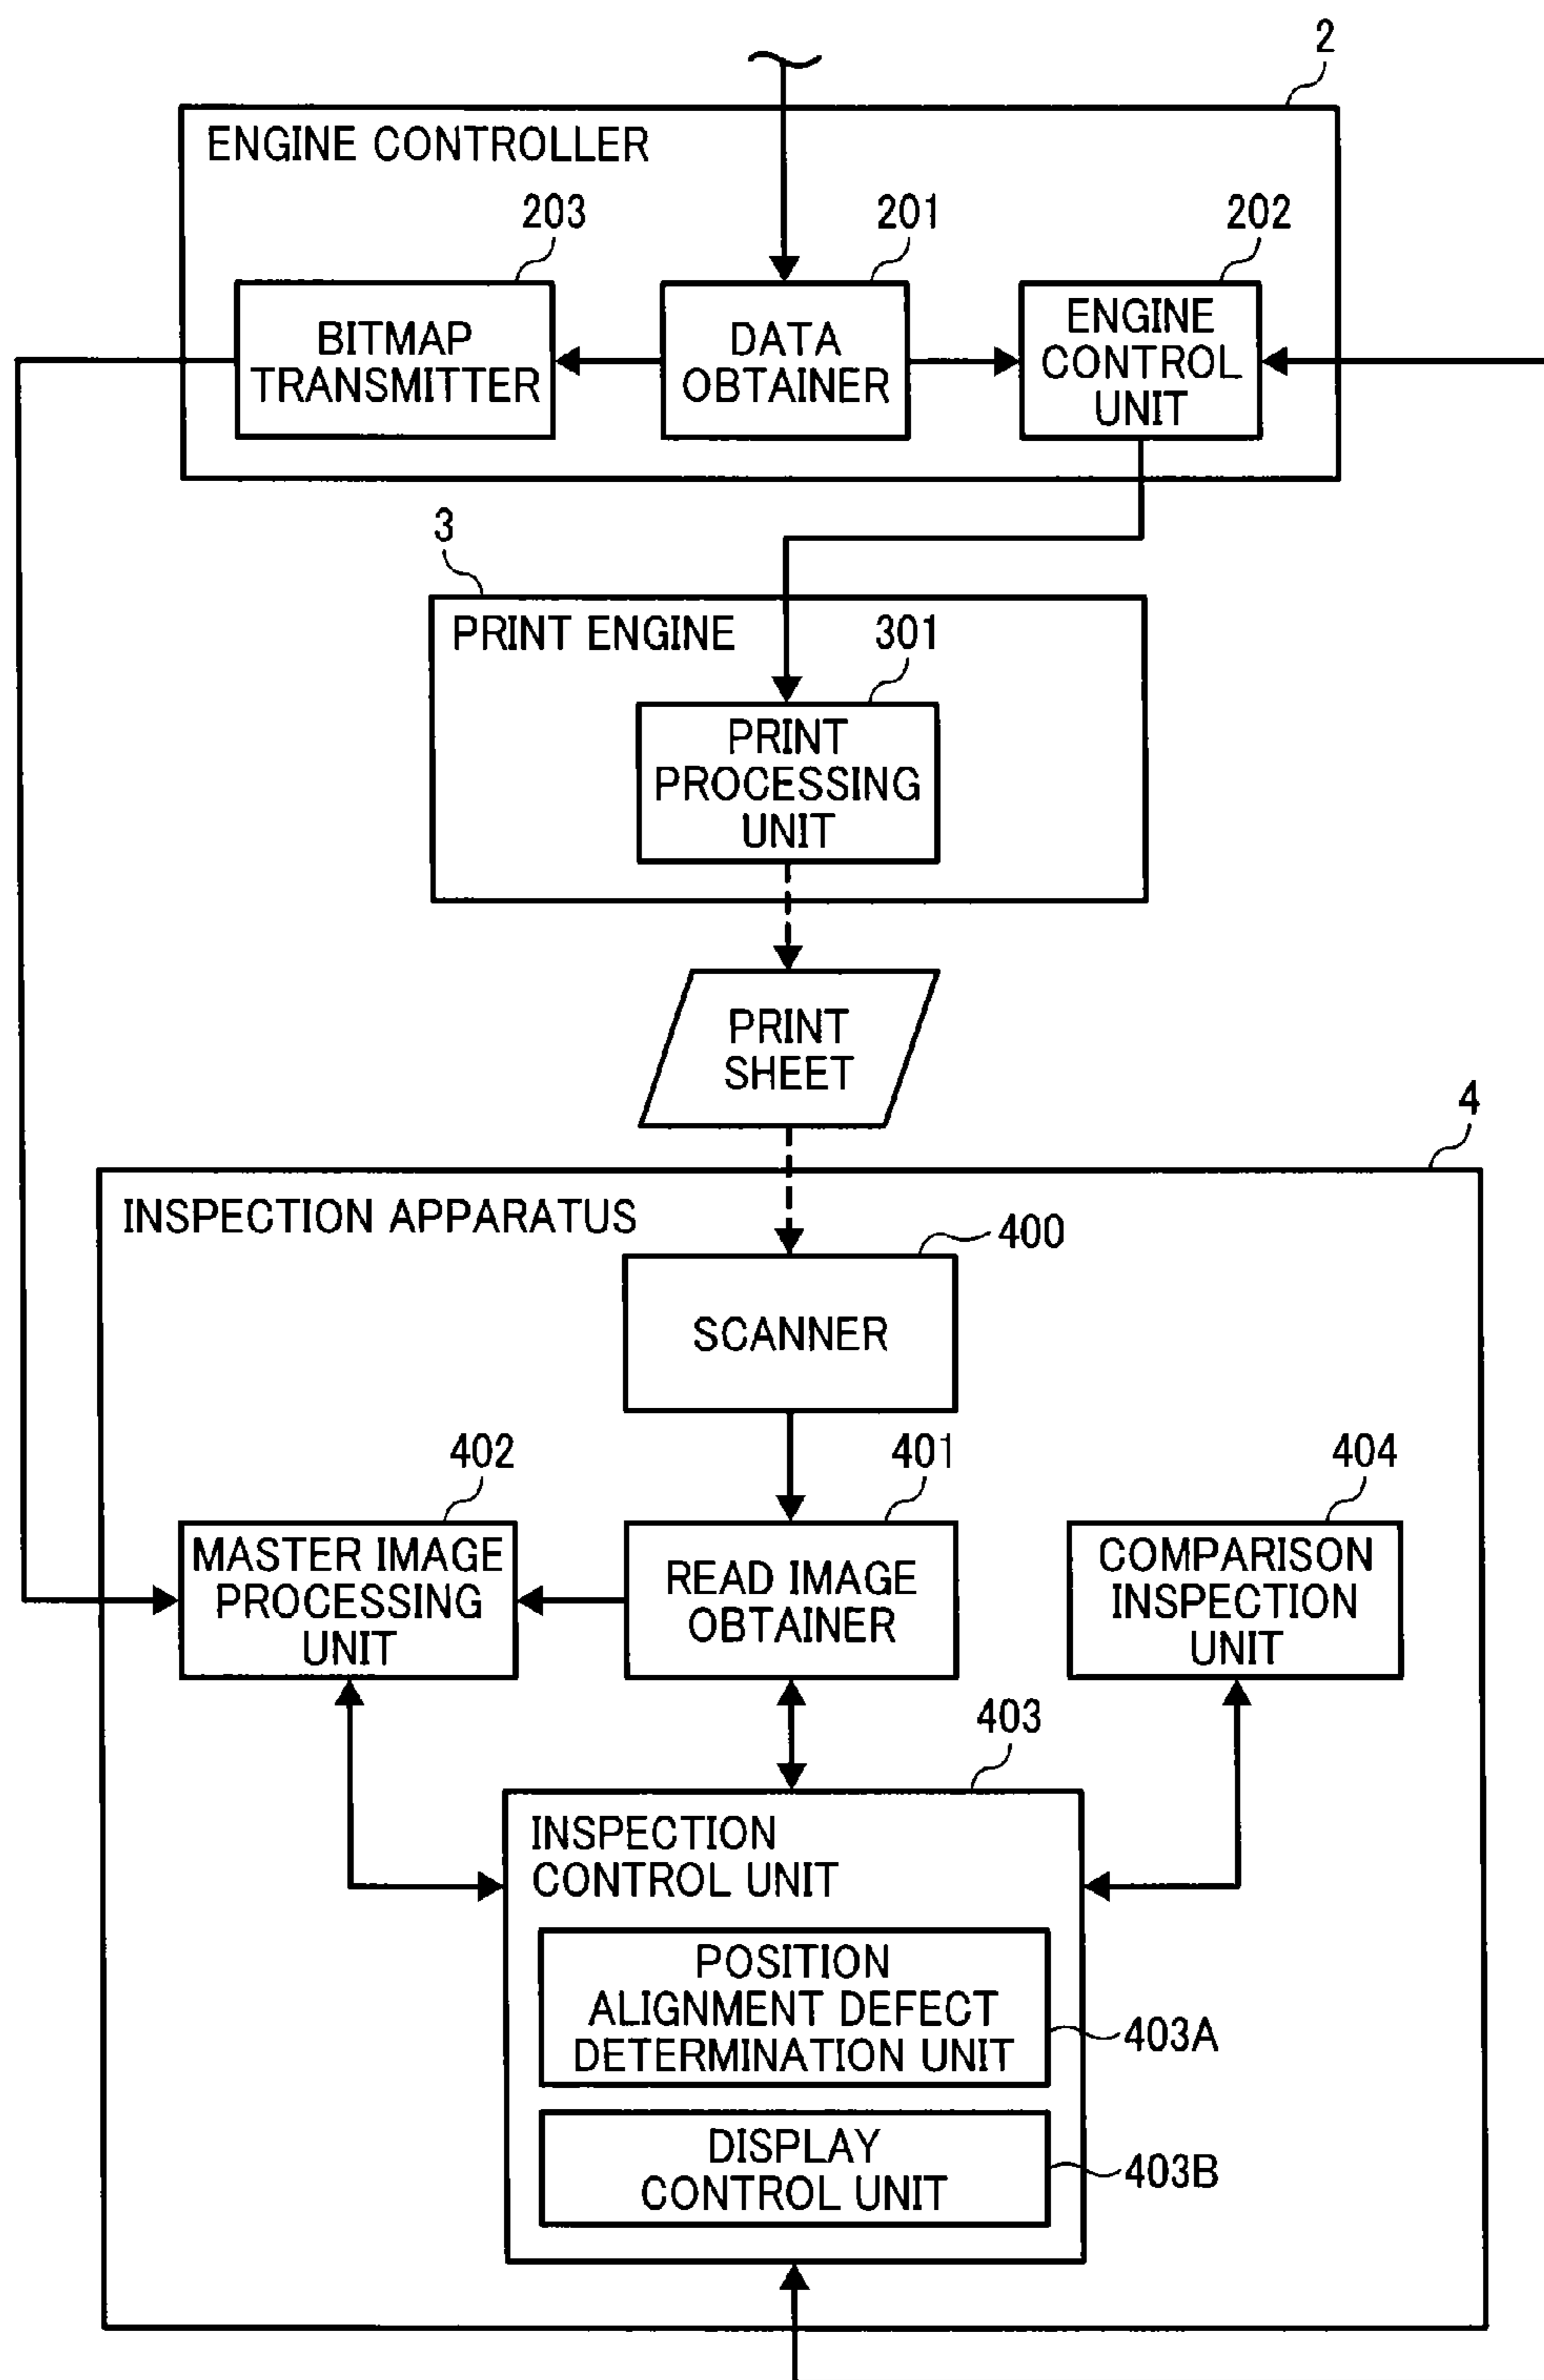 2
ENGINE CONTROLLER
203
201
202
BITMAP
TRANSMITTER
DATA
OBTAINER
ENGINE
CONTROL
UNIT
3
PRINT ENGINE
301
PRINT
PROCESSING
UNIT
PRINT
SHEET
4
INSPECTION APPARATUS
400
SCANNER
402
401
404
MASTER IMAGE
PROCESSING
UNIT
READ IMAGE
OBTAINER
COMPARISON
INSPECTION
UNIT
403
INSPECTION
CONTROL UNIT
POSITION
ALIGNMENT DEFECT
DETERMINATION UNIT
403A
DISPLAY
CONTROL UNIT
403B